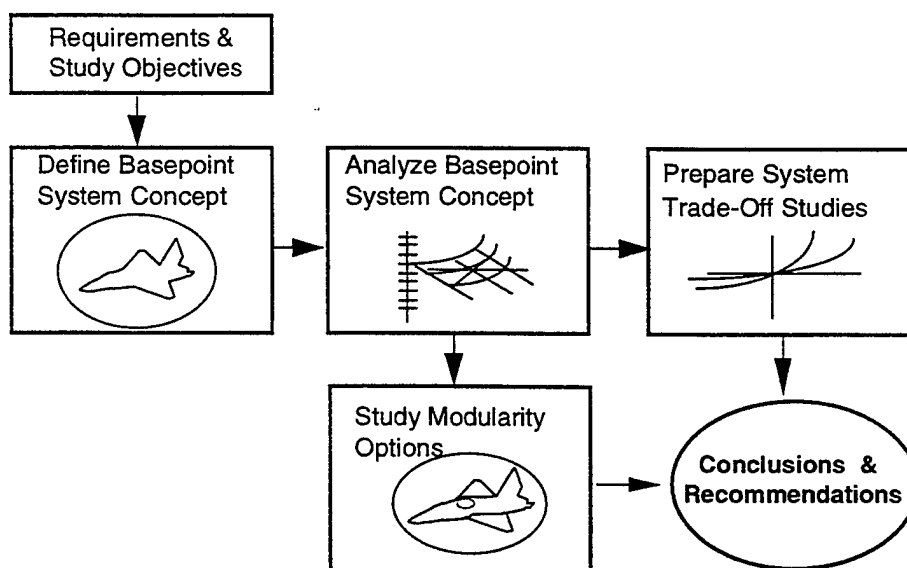 Requirements &
Study Objectives
Define Basepoint
System Concept
Analyze Basepoint
System Concept
Prepare System
Trade-Off Studies
Study Modularity
Options
Conclusions &
Recommendations